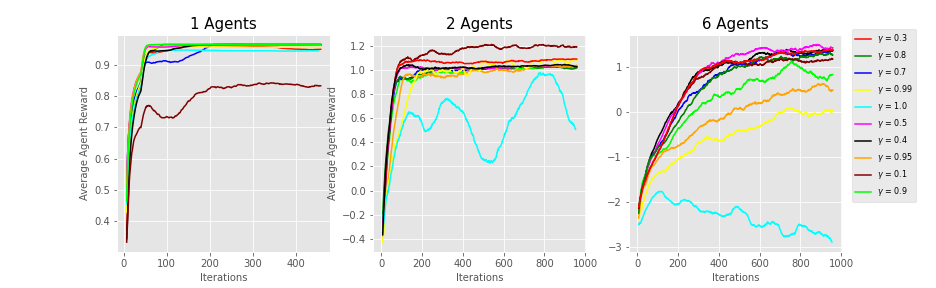 1 Agents
2 Agents
6 Agents
Average Agent Reward
0.9
0.8
0.7
0.6
0.5
0.4
0
100
200
300
400
Iterations
Average Agent Reward
1.2
1.0
0.8
0.6
0.4
0.2
0.0
−0.2
−0.4
0
200
400
600
800
1000
Iterations
1
0
−1
−2
−3
0
200
400
600
800
1000
Iterations
γ = 0.3
γ = 0.8
γ = 0.7
γ = 0.99
γ = 1.0
γ = 0.5
γ = 0.4
γ = 0.95
γ = 0.1
γ = 0.9